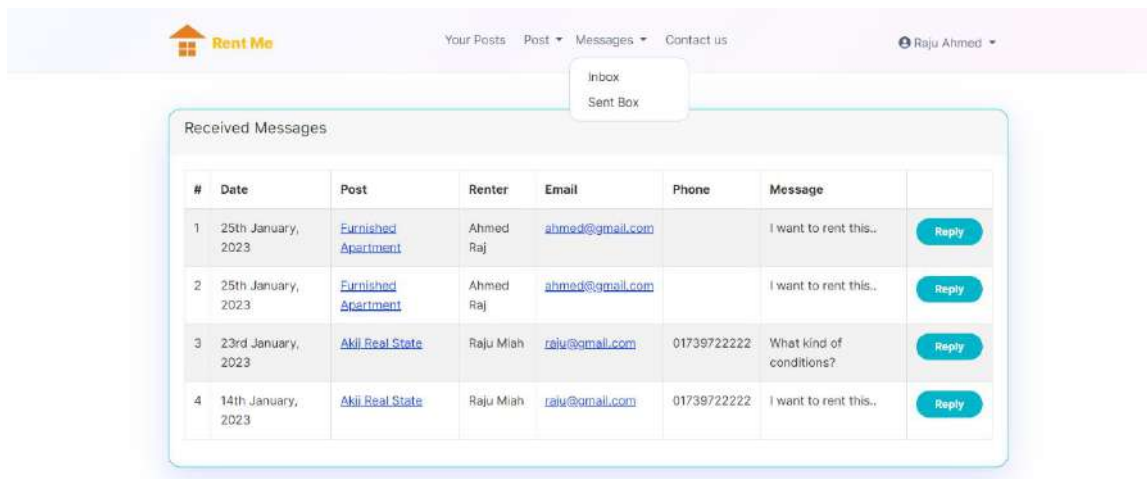 Rent Me Your Posts Post Messages Contact us Raju Ahmed
Inbox
Sent Box
Received Messages
# Date Post Renter Email Phone Message
1 25th January, Furnished Ahmed ahmed@gmail.com I want to rent this.. Reply
2023 Apartment Raj
2 25th January, Furnished Ahmed ahmed@gmail.com I want to rent this.. Reply
2023 Apartment Raj
3 23rd January, Akij Real State Raju Miah raju@gmail.com 01739722222 What kind of Reply
2023 conditions?
4 14th January, Akij Real State Raju Miah raju@gmail.com 01739722222 I want to rent this.. Reply
2023